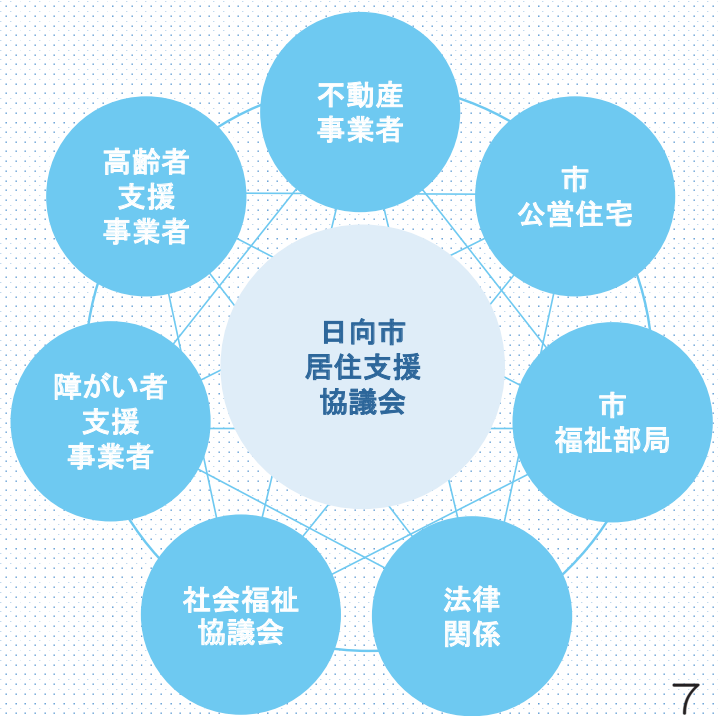 不動産
事業者
市
公営住宅
市
福祉部局
法律
関係
社会福祉
協議会
障がい者
支援
事業者
高齢者
支援
事業者
日向市
居住支援
協議会
7